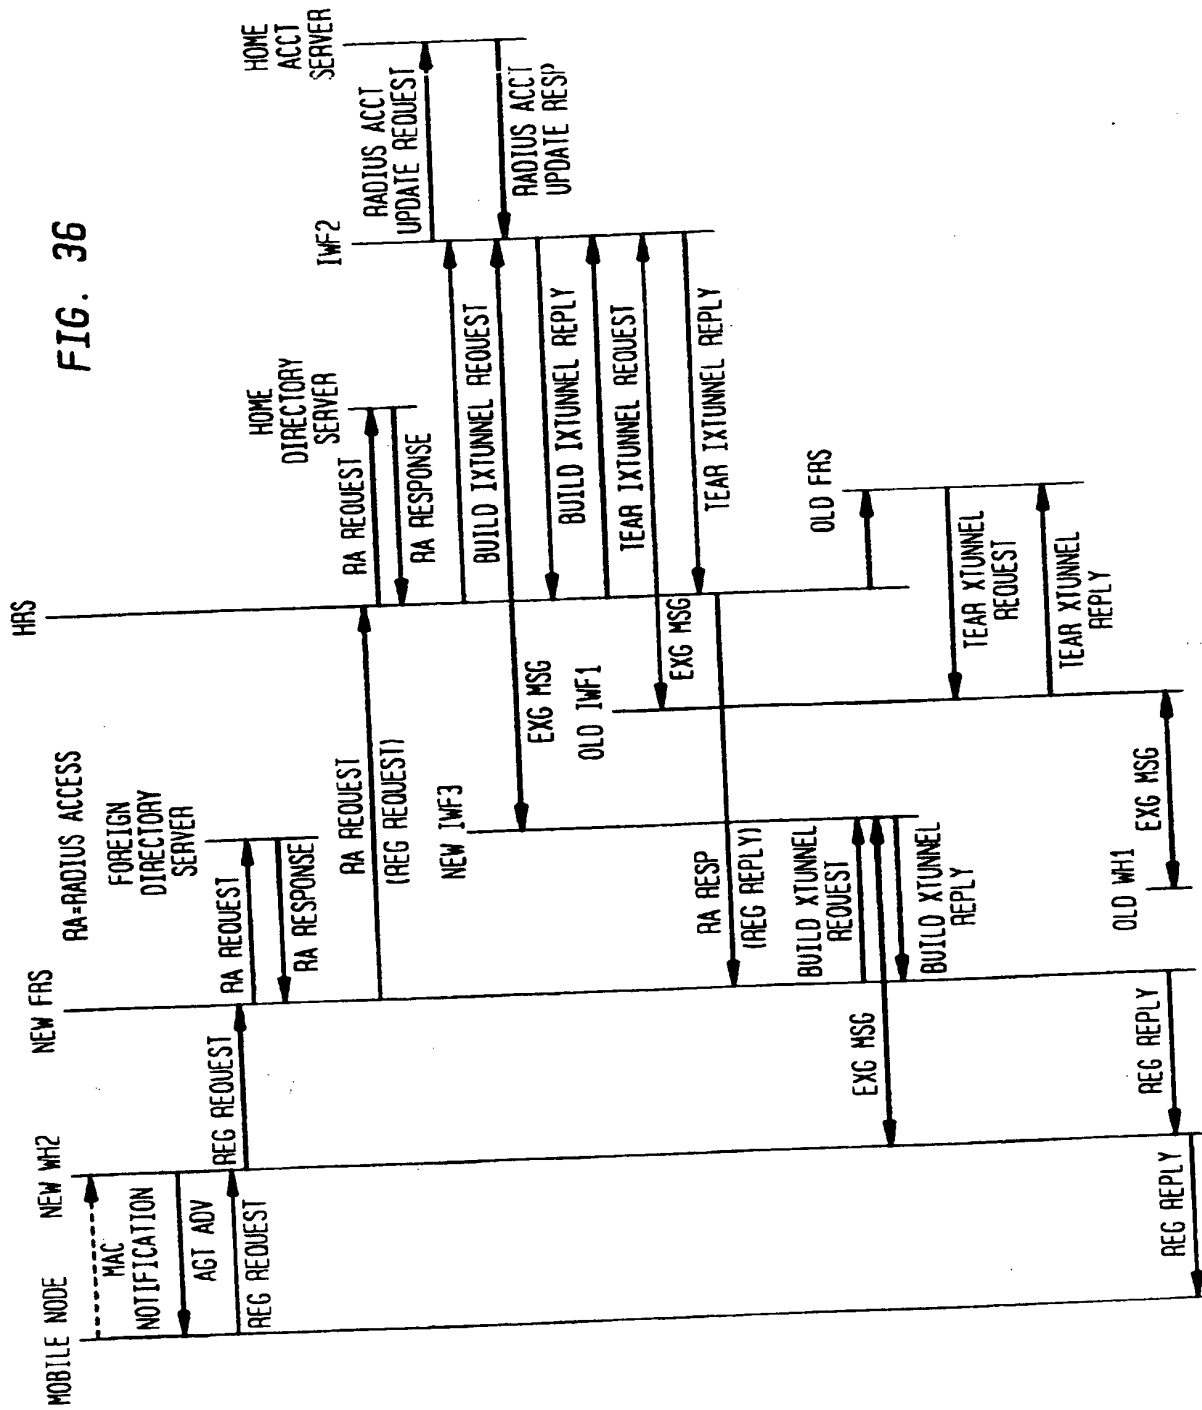 FIG. 36
MOBILE NODE
NEW WH2
NEW FRS
RA=RADIUS ACCESS
FOREIGN
DIRECTORY
SERVER
HRS
HOME
DIRECTORY
SERVER
IWF2
HOME
ACCT
SERVER
MAC
NOTIFICATION
AGT ADV
REG REQUEST
REG REQUEST
RA REQUEST
RA RESPONSE
RA REQUEST
(REG REQUEST)
RA REQUEST
RA RESPONSE
RADIUS ACCT
UPDATE REQUEST
RADIUS ACCT
UPDATE RESP
BUILD IXTUNNEL REQUEST
NEW IWF3
EXG MSG
BUILD IXTUNNEL REPLY
TEAR IXTUNNEL REQUEST
OLD IWF1
EXG MSG
TEAR IXTUNNEL REPLY
RA RESP
(REG REPLY)
OLD FRS
BUILD XTUNNEL
REQUEST
EXG MSG
BUILD XTUNNEL
REPLY
TEAR XTUNNEL
REQUEST
TEAR XTUNNEL
REPLY
OLD WH1
EXG MSG
REG REPLY
REG REPLY